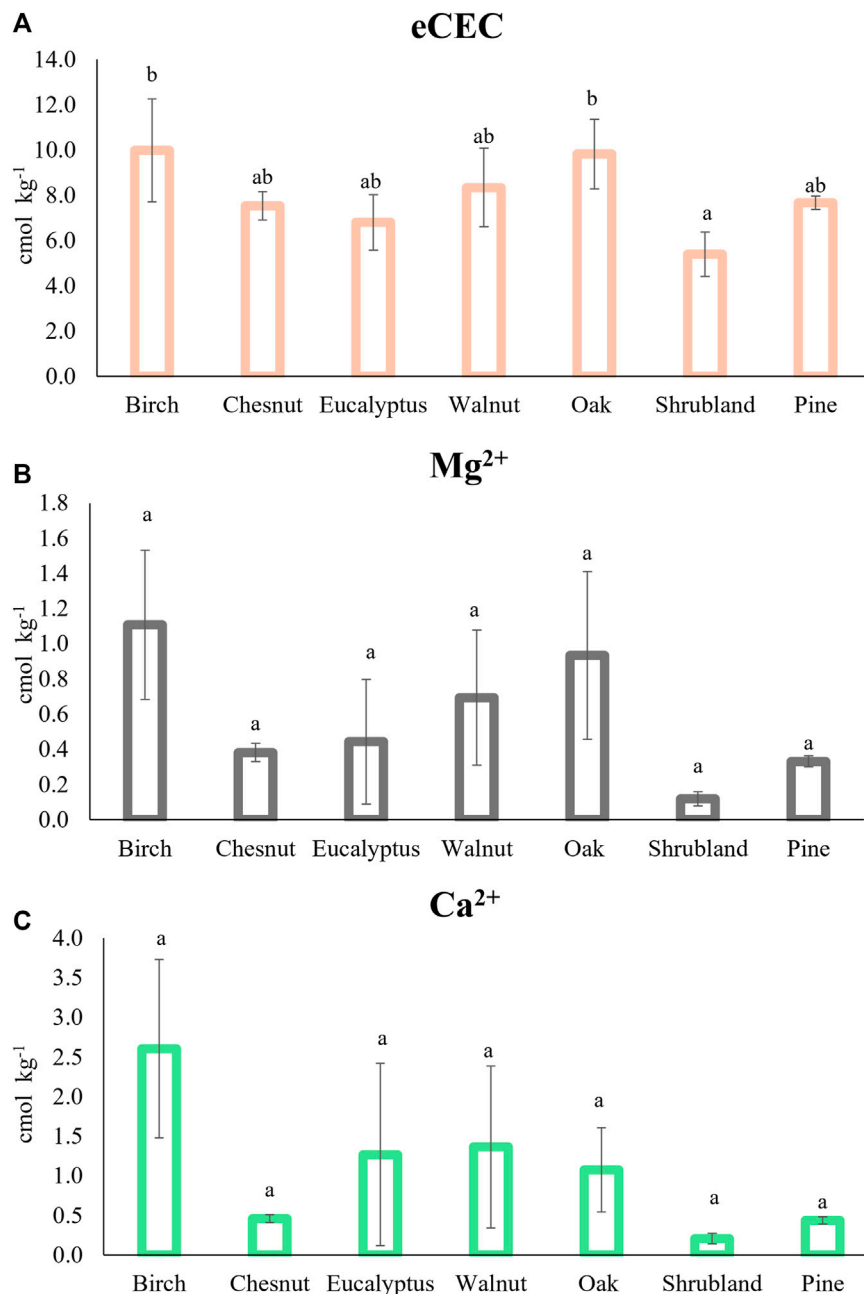 A
eCEC
14.0
12.0
10.0
8.0
6.0
4.0
2.0
0.0
cmol kg⁻¹
b
ab
ab
ab
b
a
ab
Birch Chesnut Eucalyptus Walnut Oak Shrubland Pine
B
Mg²⁺
1.8
1.6
1.4
1.2
1.0
0.8
0.6
0.4
0.2
0.0
cmol kg⁻¹
a
a
a
a
a
a
a
Birch Chesnut Eucalyptus Walnut Oak Shrubland Pine
C
Ca²⁺
4.0
3.5
3.0
2.5
2.0
1.5
1.0
0.5
0.0
cmol kg⁻¹
a
a
a
a
a
a
a
Birch Chesnut Eucalyptus Walnut Oak Shrubland Pine